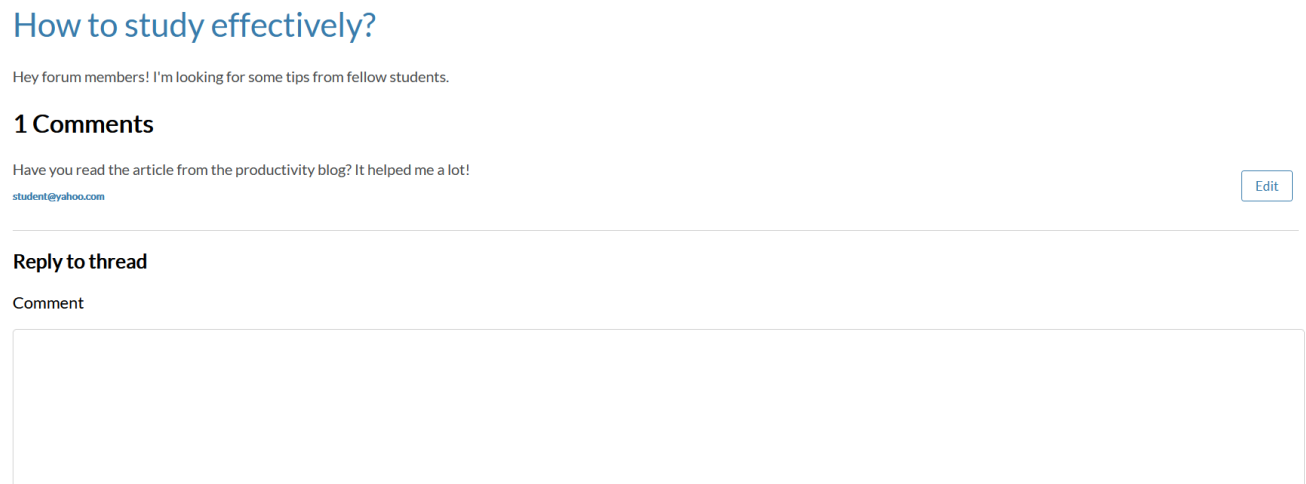 How to study effectively?
Hey forum members! I'm looking for some tips from fellow students.
1 Comments
Have you read the article from the productivity blog? It helped me a lot!
student@yahoo.com
Edit
Reply to thread
Comment